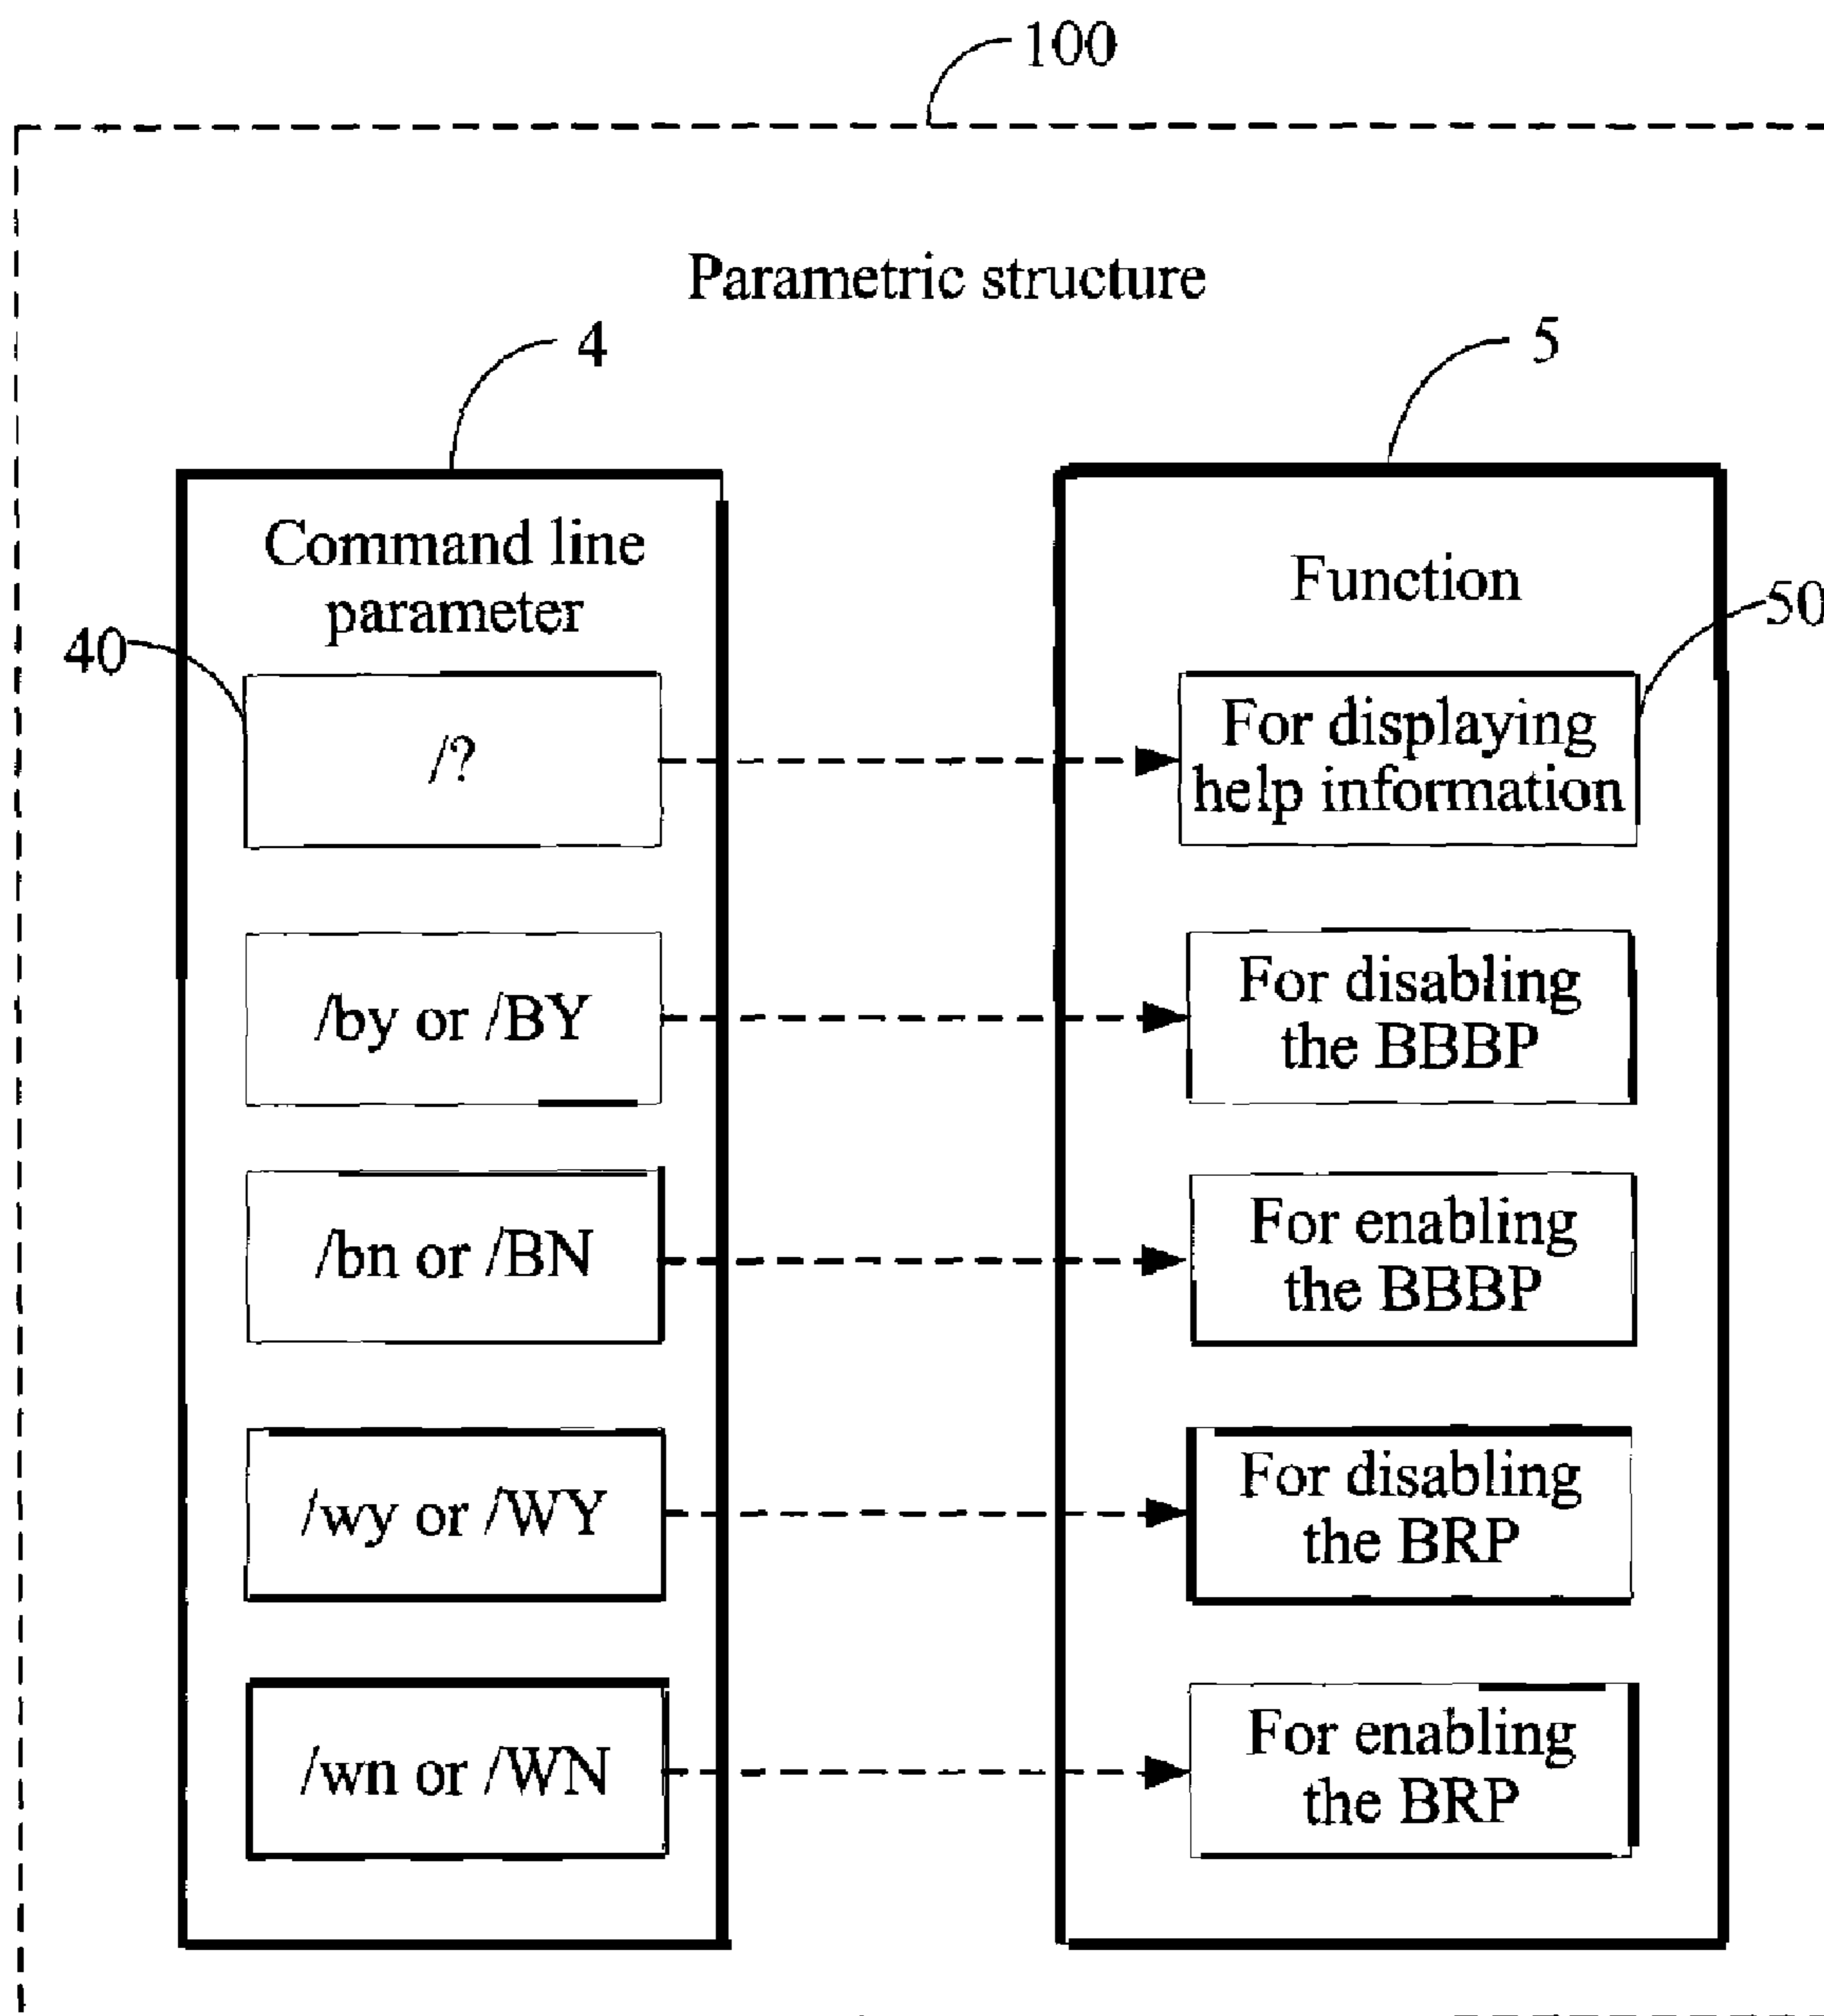 100
Parametric structure
4
5
Command line
parameter
Function
40
50
/?
For displaying
help information
/by or /BY
For disabling
the BBBP
/bn or /BN
For enabling
the BBBP
/wy or /WY
For disabling
the BRP
/wn or /WN
For enabling
the BRP